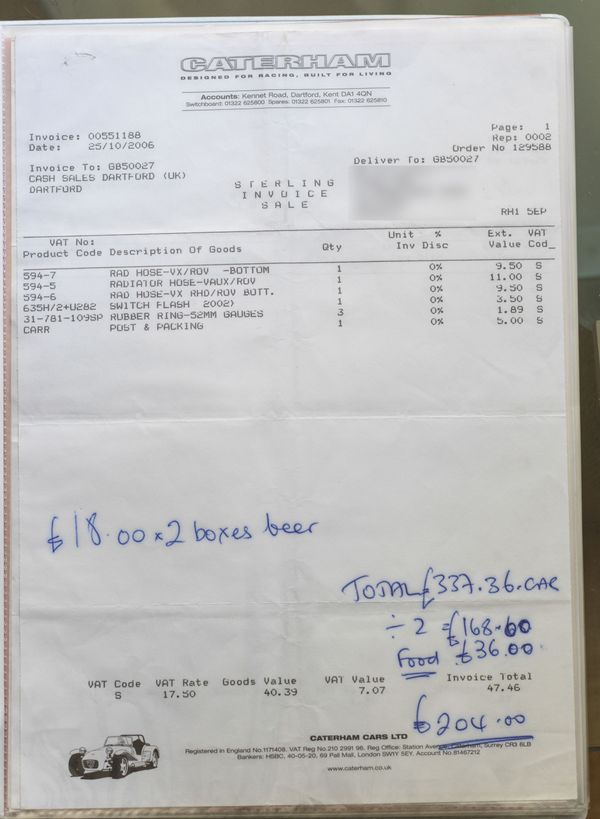 CATERHAM
DESIGNED FOR RACING, BUILT FOR LIVING
Accounts: Kennet Road, Dartford, Kent DA1 4QN
Switchboard: 01322 625800 Spares: 01322 625801 Fax: 01322 625810
Invoice: 00551188
Date: 25/10/2006
Page: 1
Rep: 0002
Order No 129588
Invoice To: GB50027
CASH SALES DARTFORD (UK)
DARTFORD
Deliver To: GB50027
STERLING
INVOICE
SALE
RH1 5EP
VAT No: Unit % Ext. VAT
Product Code Description Of Goods Qty Inv Disc Value Cod_
594-7 RAD HOSE-VX/ROV -BOTTOM 1 0% 9.50 S
594-5 RADIATOR HOSE-VAUX/ROV 1 0% 11.00 S
594-6 RAD HOSE-VX RHD/ROV BOTT. 1 0% 9.50 S
635H/2+U282 SWITCH FLASH 2002) 1 0% 3.50 S
31-781-109SP RUBBER RING-52MM GAUGES 3 0% 1.89 S
CARR POST & PACKING 1 0% 5.00 S
£18.00 x 2 boxes beer
TOTAL £337.36. CAR
÷ 2 = £168.60
Food £36.00
VAT Code VAT Rate Goods Value VAT Value Invoice Total
S 17.50 40.39 7.07 47.46
£204.00
CATERHAM CARS LTD
Registered in England No.1171408. VAT Reg No.210 2991 96. Reg Office: Station Avenue, Caterham, Surrey CR3 6LB
Bankers: HSBC, 40-05-20, 69 Pall Mall, London SW1Y 5EY, Account No.81467212
www.caterham.co.uk